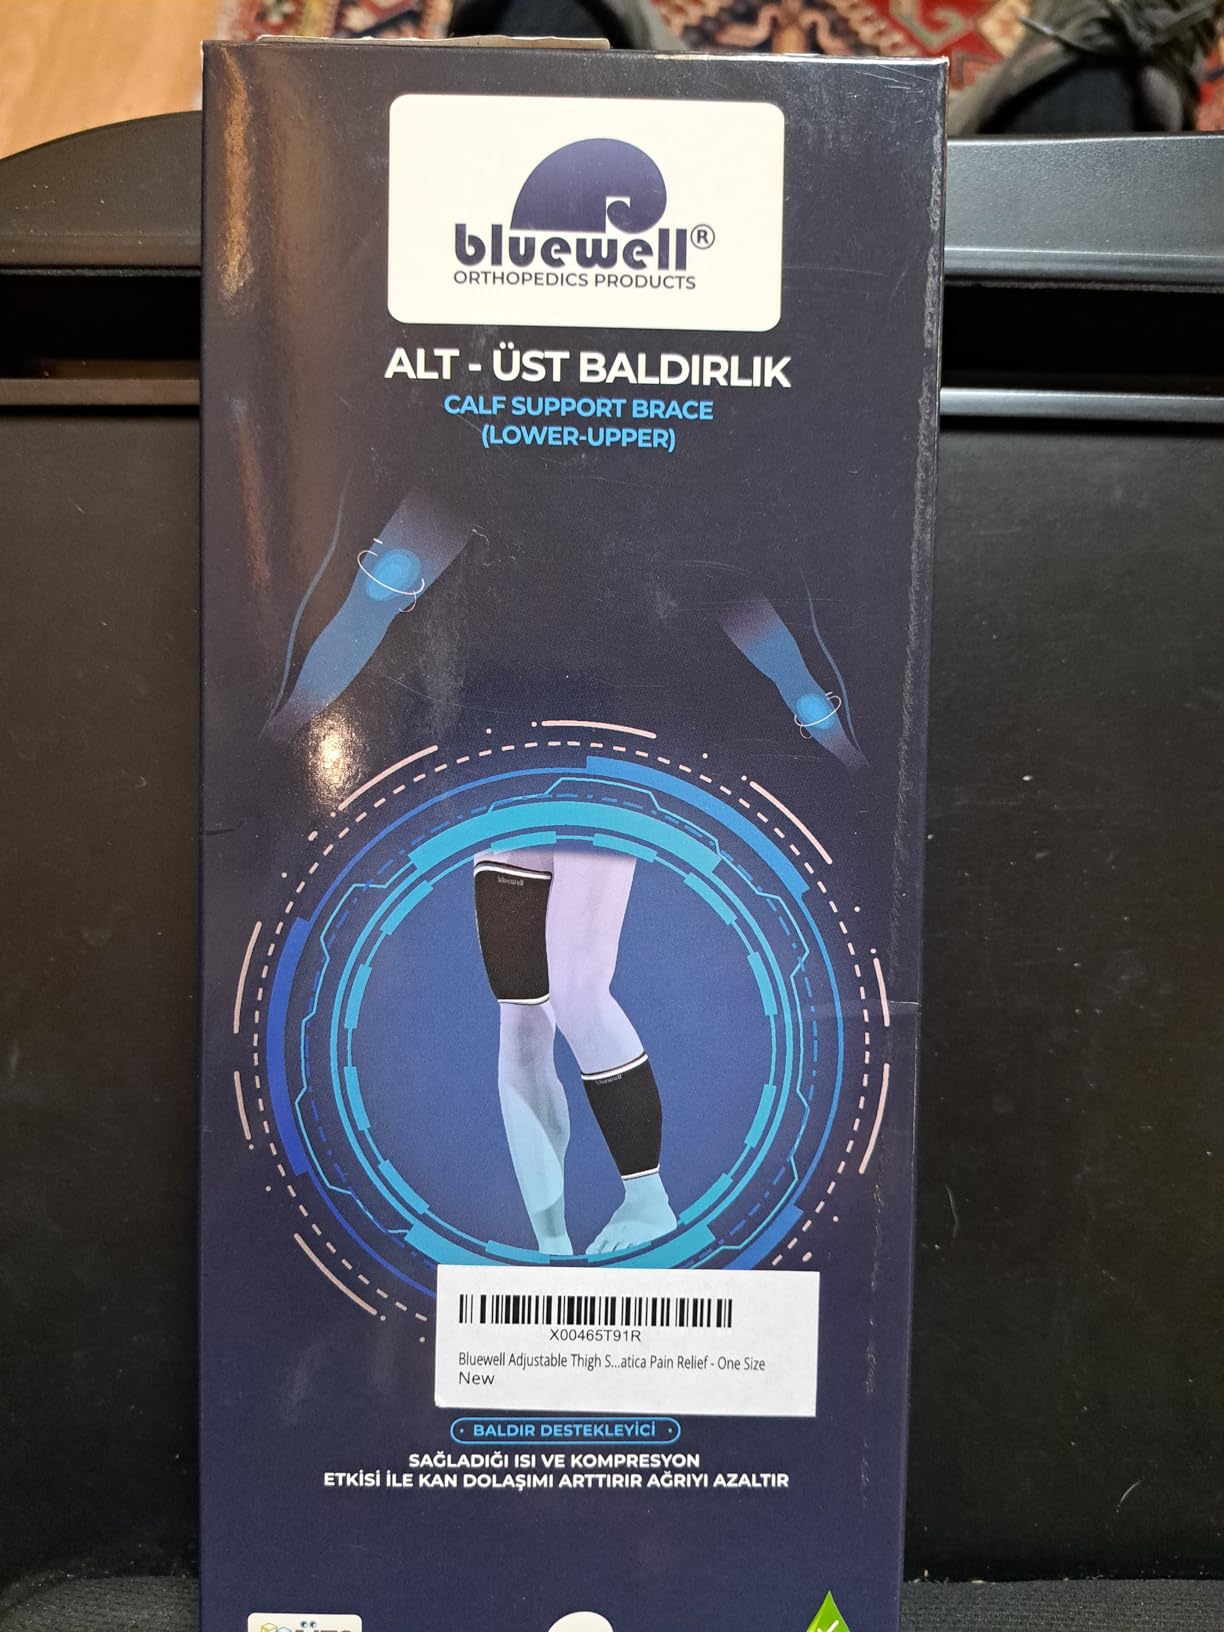 bluewell®
ORTHOPEDICS PRODUCTS
ALT - ÜST BALDIRLIK
CALF SUPPORT BRACE
(LOWER-UPPER)
bluewell
bluewell
X00465T91R
Bluewell Adjustable Thigh S...atica Pain Relief - One Size
New
BALDIR DESTEKLEYİCİ
SAĞLADIĞI ISI VE KOMPRESYON
ETKİSİ İLE KAN DOLAŞIMI ARTTIRIR AĞRIYI AZALTIR